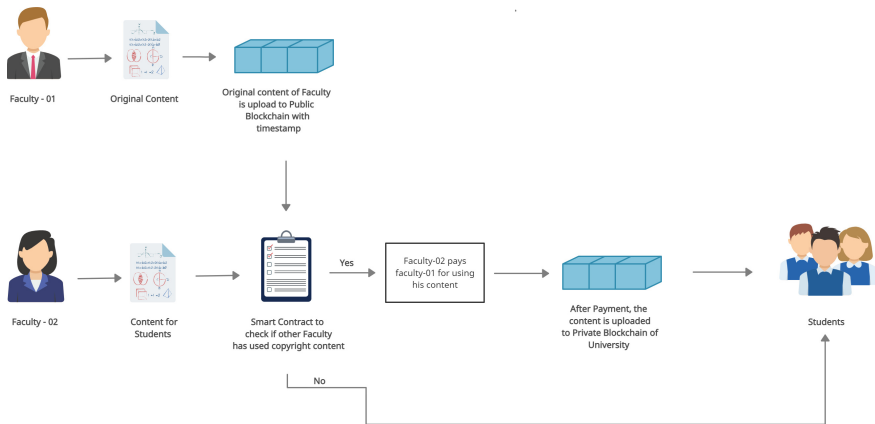 Faculty - 01
Original Content
Original content of Faculty
is upload to Public
Blockchain with
timestamp
Faculty - 02
Content for
Students
Smart Contract to
check if other Faculty
has used copyright content
Yes
No
Faculty-02 pays
faculty-01 for using
his content
After Payment, the
content is uploaded
to Private Blockchain of
University
Students